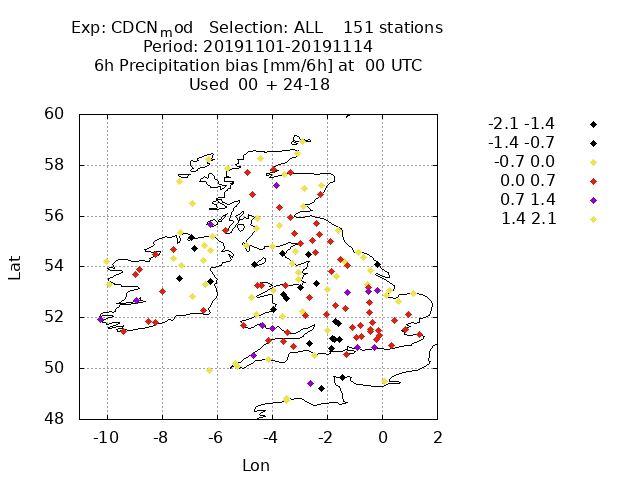 Exp: CDCN_mod   Selection: ALL    151 stations
Period: 20191101-20191114
6h Precipitation bias [mm/6h] at  00 UTC
Used  00 + 24-18
-2.1 -1.4
-1.4 -0.7
-0.7 0.0
0.0 0.7
0.7 1.4
1.4 2.1
60
58
56
54
52
50
48
Lat
-10 -8 -6 -4 -2 0 2
Lon